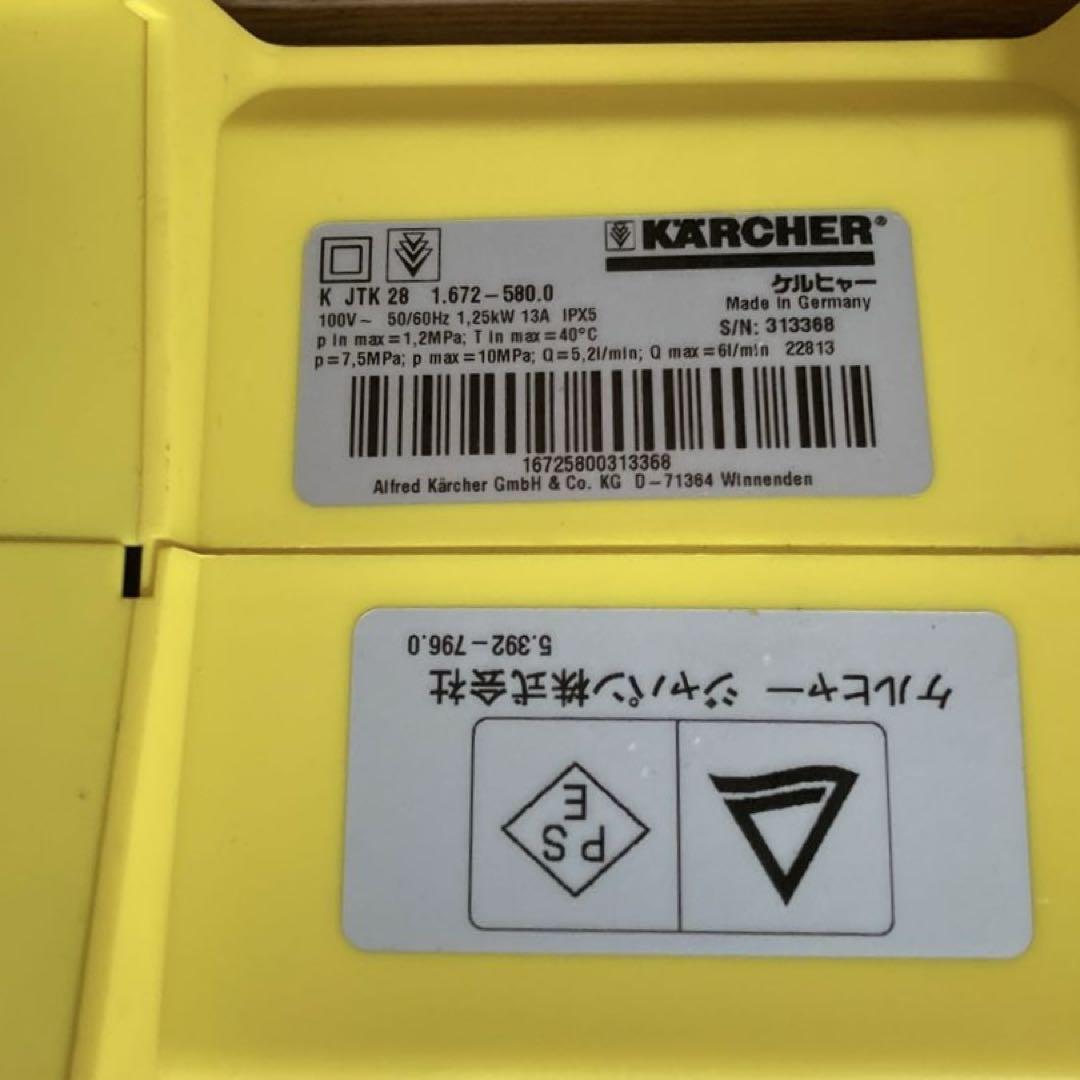 KÄRCHER®
ケルヒャー
Made in Germany
S/N: 313368
K JTK 28 1.672-580.0
100V~ 50/60Hz 1,25kW 13A IPX5
p in max=1,2MPa; T in max=40°C
p=7,5MPa; p max=10MPa; Q=5,2l/min; Q max=6l/min 22813
16725800313368
Alfred Kärcher GmbH & Co. KG D-71364 Winnenden
PS
E
ケルヒャー ジャパン株式会社
5.392-796.0